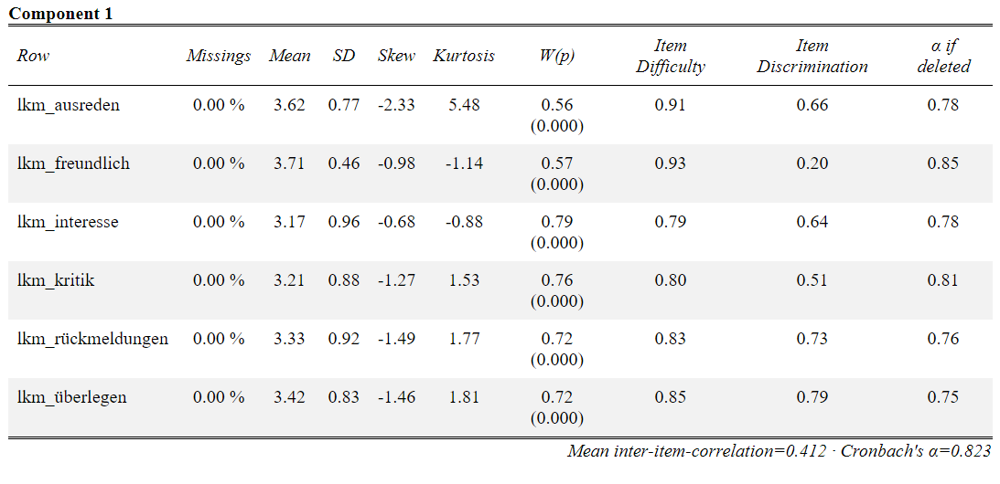 Component 1
Row Missings Mean SD Skew Kurtosis W(p) Item Difficulty Item Discrimination α if deleted
lkm_ausreden 0.00 % 3.62 0.77 -2.33 5.48 0.56 (0.000) 0.91 0.66 0.78
lkm_freundlich 0.00 % 3.71 0.46 -0.98 -1.14 0.57 (0.000) 0.93 0.20 0.85
lkm_interesse 0.00 % 3.17 0.96 -0.68 -0.88 0.79 (0.000) 0.79 0.64 0.78
lkm_kritik 0.00 % 3.21 0.88 -1.27 1.53 0.76 (0.000) 0.80 0.51 0.81
lkm_rückmeldungen 0.00 % 3.33 0.92 -1.49 1.77 0.72 (0.000) 0.83 0.73 0.76
lkm_überlegen 0.00 % 3.42 0.83 -1.46 1.81 0.72 (0.000) 0.85 0.79 0.75
Mean inter-item-correlation=0.412 · Cronbach's α=0.823